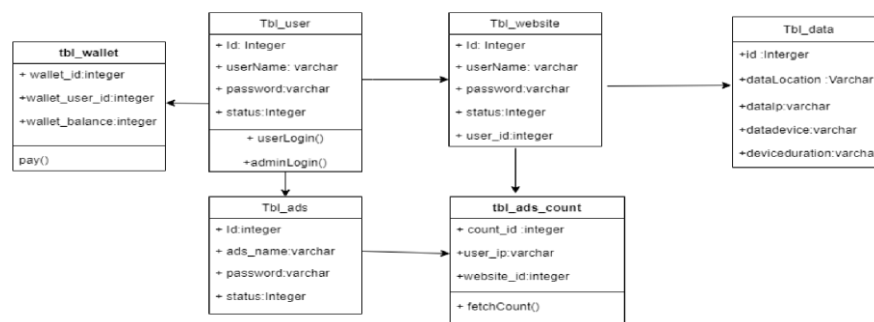 tbl_wallet
+ wallet_id:integer
+wallet_user_id:integer
+wallet_balance:integer
pay()
Tbl_user
+ Id: Integer
+ userName: varchar
+ password:varchar
+ status:Integer
+ userLogin()
+adminLogin()
Tbl_website
+ Id: Integer
+ userName: varchar
+ password:varchar
+ status:Integer
+ user_id:integer
Tbl_data
+id :Interger
+dataLocation :Varchar
+dataIp:varchar
+datadevice:varchar
+deviceduration:varcha
Tbl_ads
+ Id:integer
+ ads_name:varchar
+ password:varchar
+ status:Integer
tbl_ads_count
+ count_id :integer
+user_ip:varchar
+website_id:integer
+ fetchCount()